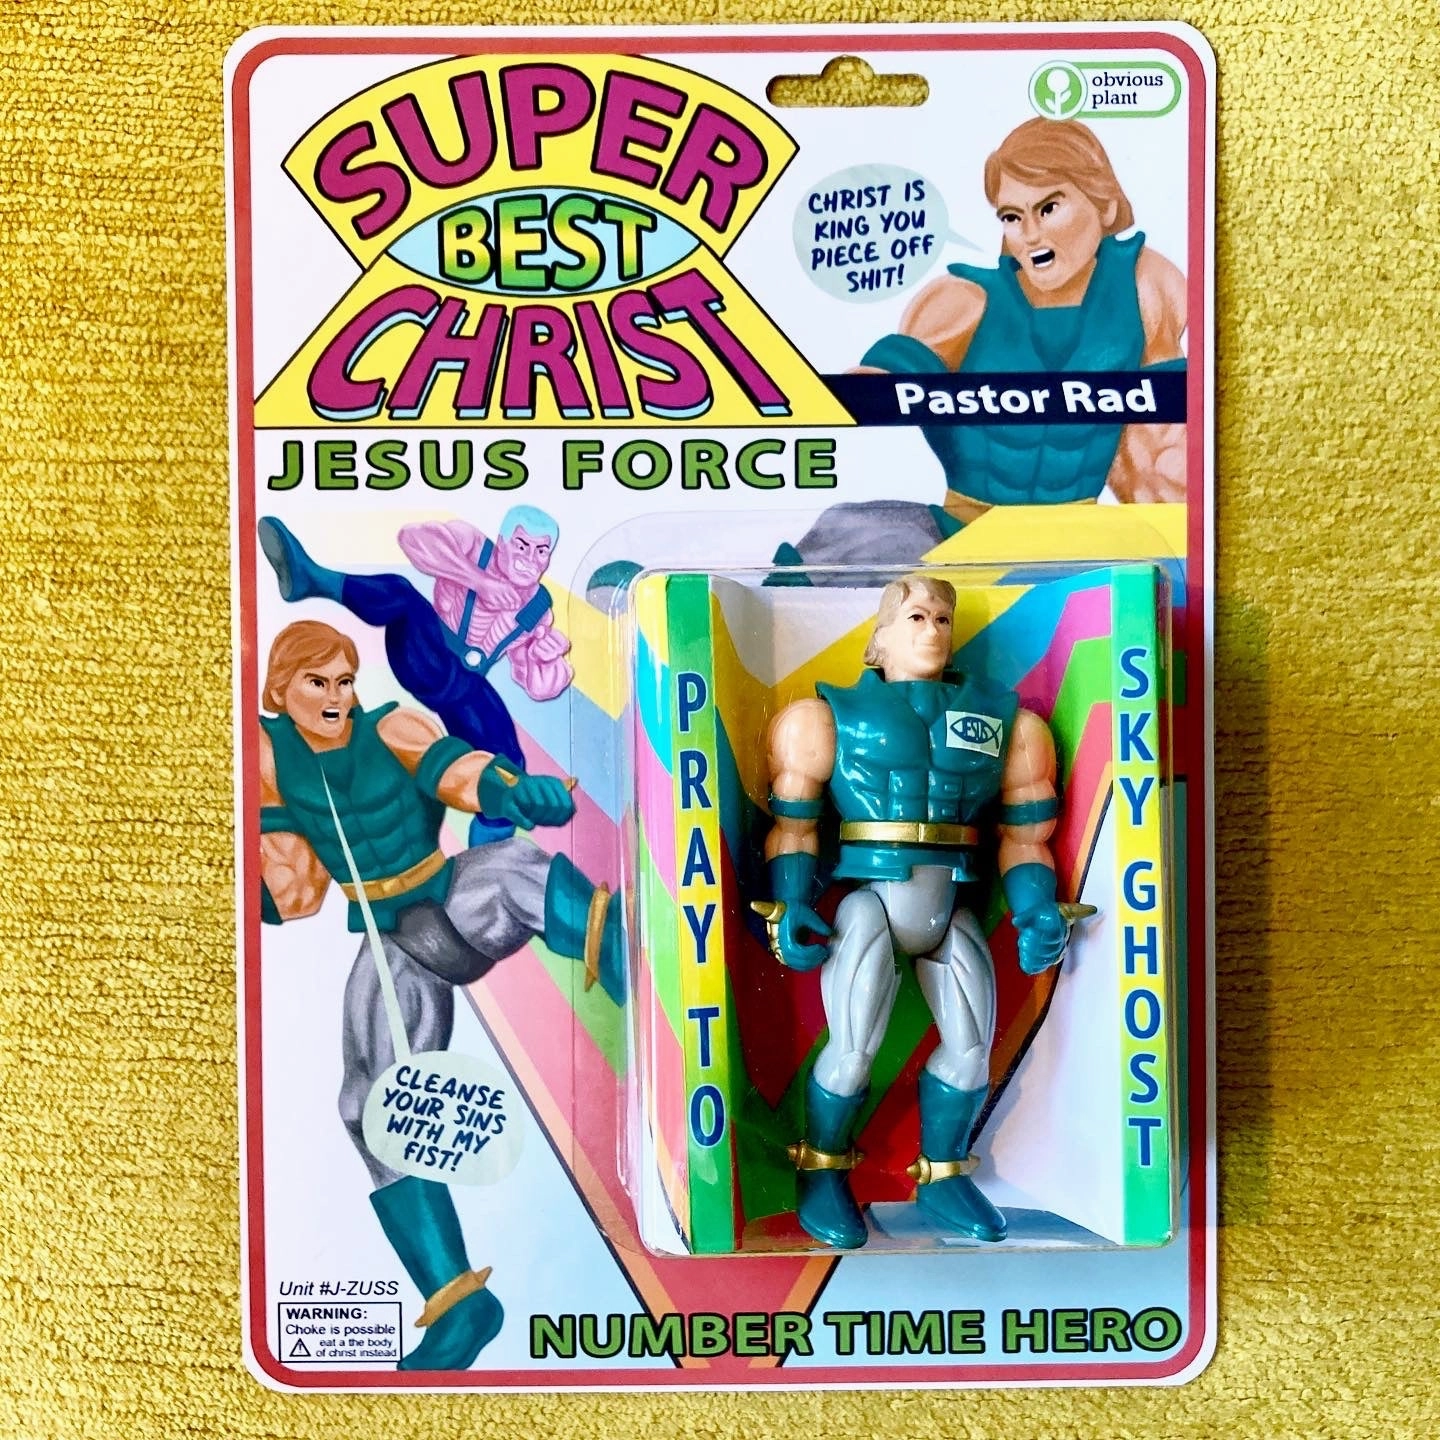 SUPER
BEST
CHRIST
JESUS FORCE
obvious
plant
CHRIST IS
KING YOU
PIECE OFF
SHIT!
Pastor Rad
PRAY TO
SKY GHOST
JESUS
CLEANSE
YOUR SINS
WITH MY
FIST!
Unit #J-ZUSS
WARNING:
Choke is possible
eat a the body
of christ instead
NUMBER TIME HERO